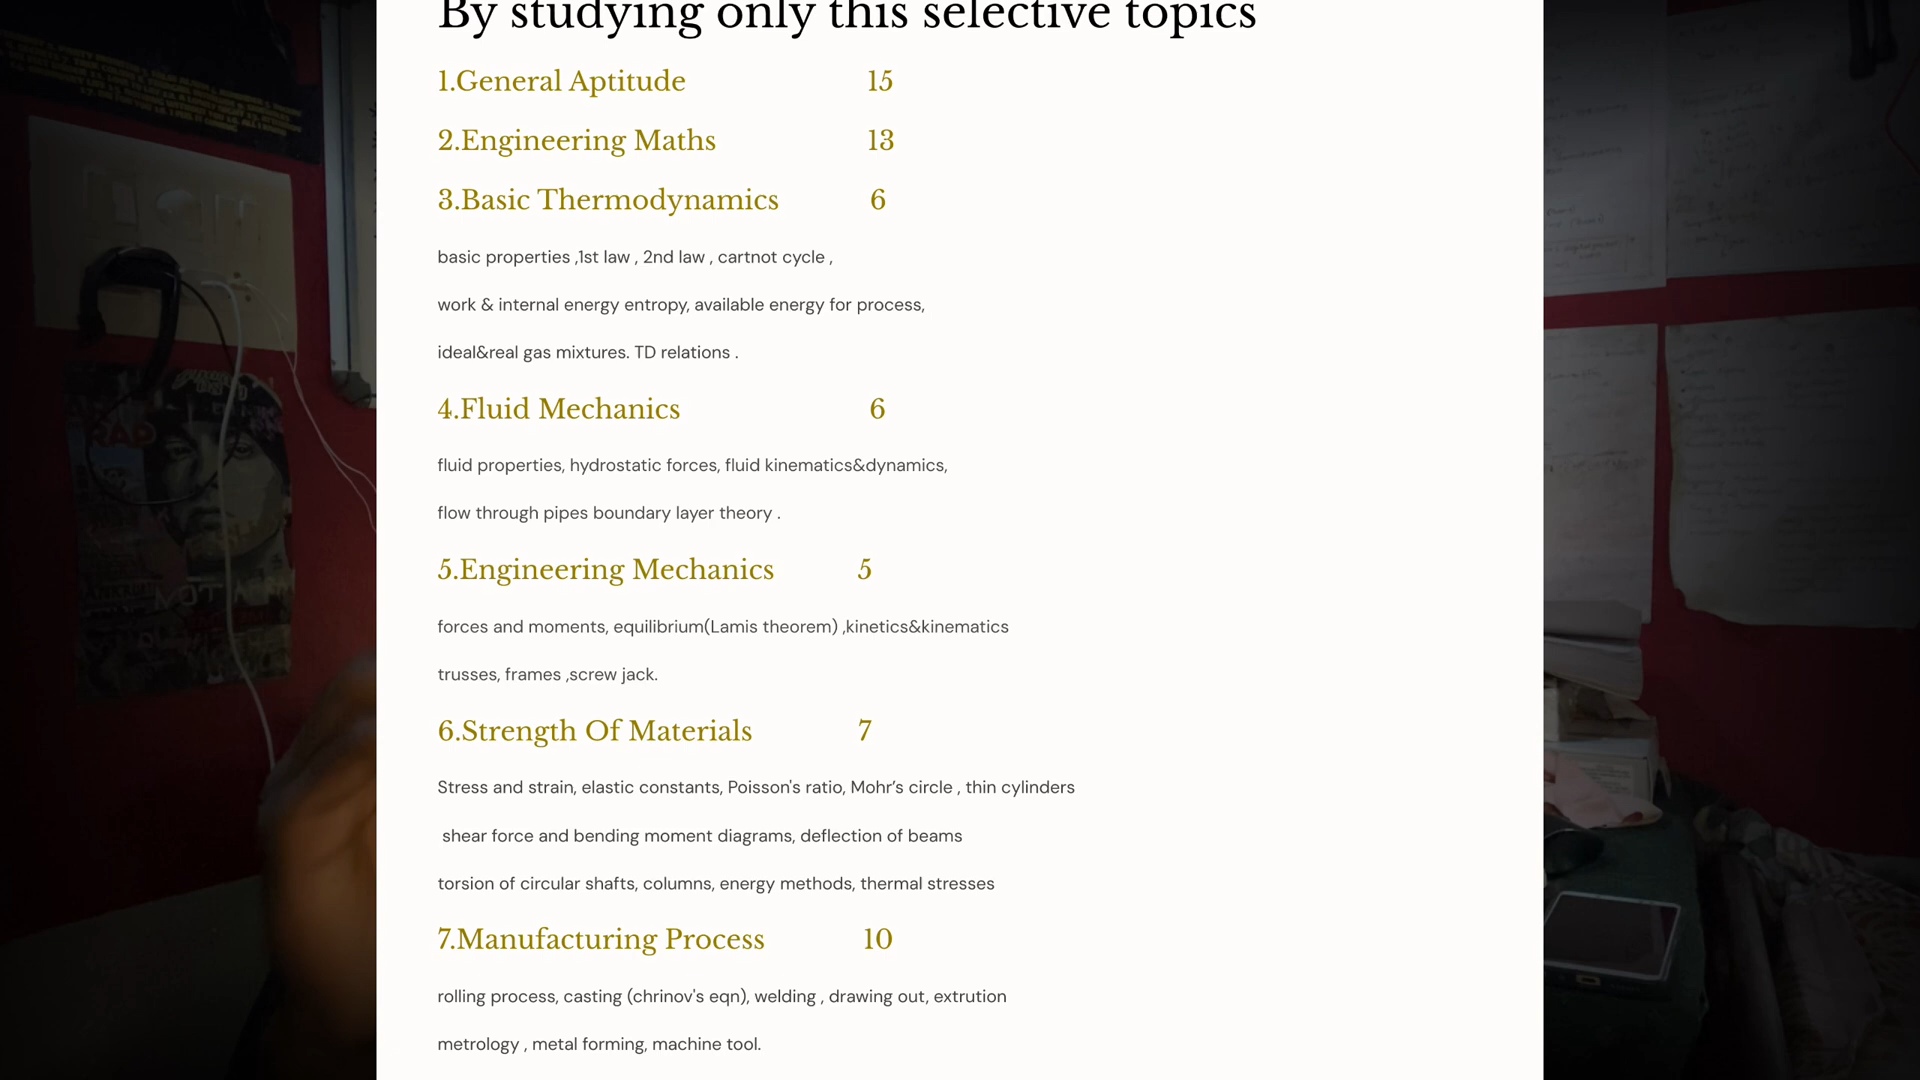 By studying only this selective topics
1.General Aptitude 15
2.Engineering Maths 13
3.Basic Thermodynamics 6
basic properties ,1st law , 2nd law , cartnot cycle ,
work & internal energy entropy, available energy for process,
ideal&real gas mixtures. TD relations .
4.Fluid Mechanics 6
fluid properties, hydrostatic forces, fluid kinematics&dynamics,
flow through pipes boundary layer theory .
5.Engineering Mechanics 5
forces and moments, equilibrium(Lamis theorem) ,kinetics&kinematics
trusses, frames ,screw jack.
6.Strength Of Materials 7
Stress and strain, elastic constants, Poisson's ratio, Mohr’s circle , thin cylinders
shear force and bending moment diagrams, deflection of beams
torsion of circular shafts, columns, energy methods, thermal stresses
7.Manufacturing Process 10
rolling process, casting (chrinov's eqn), welding , drawing out, extrution
metrology , metal forming, machine tool.